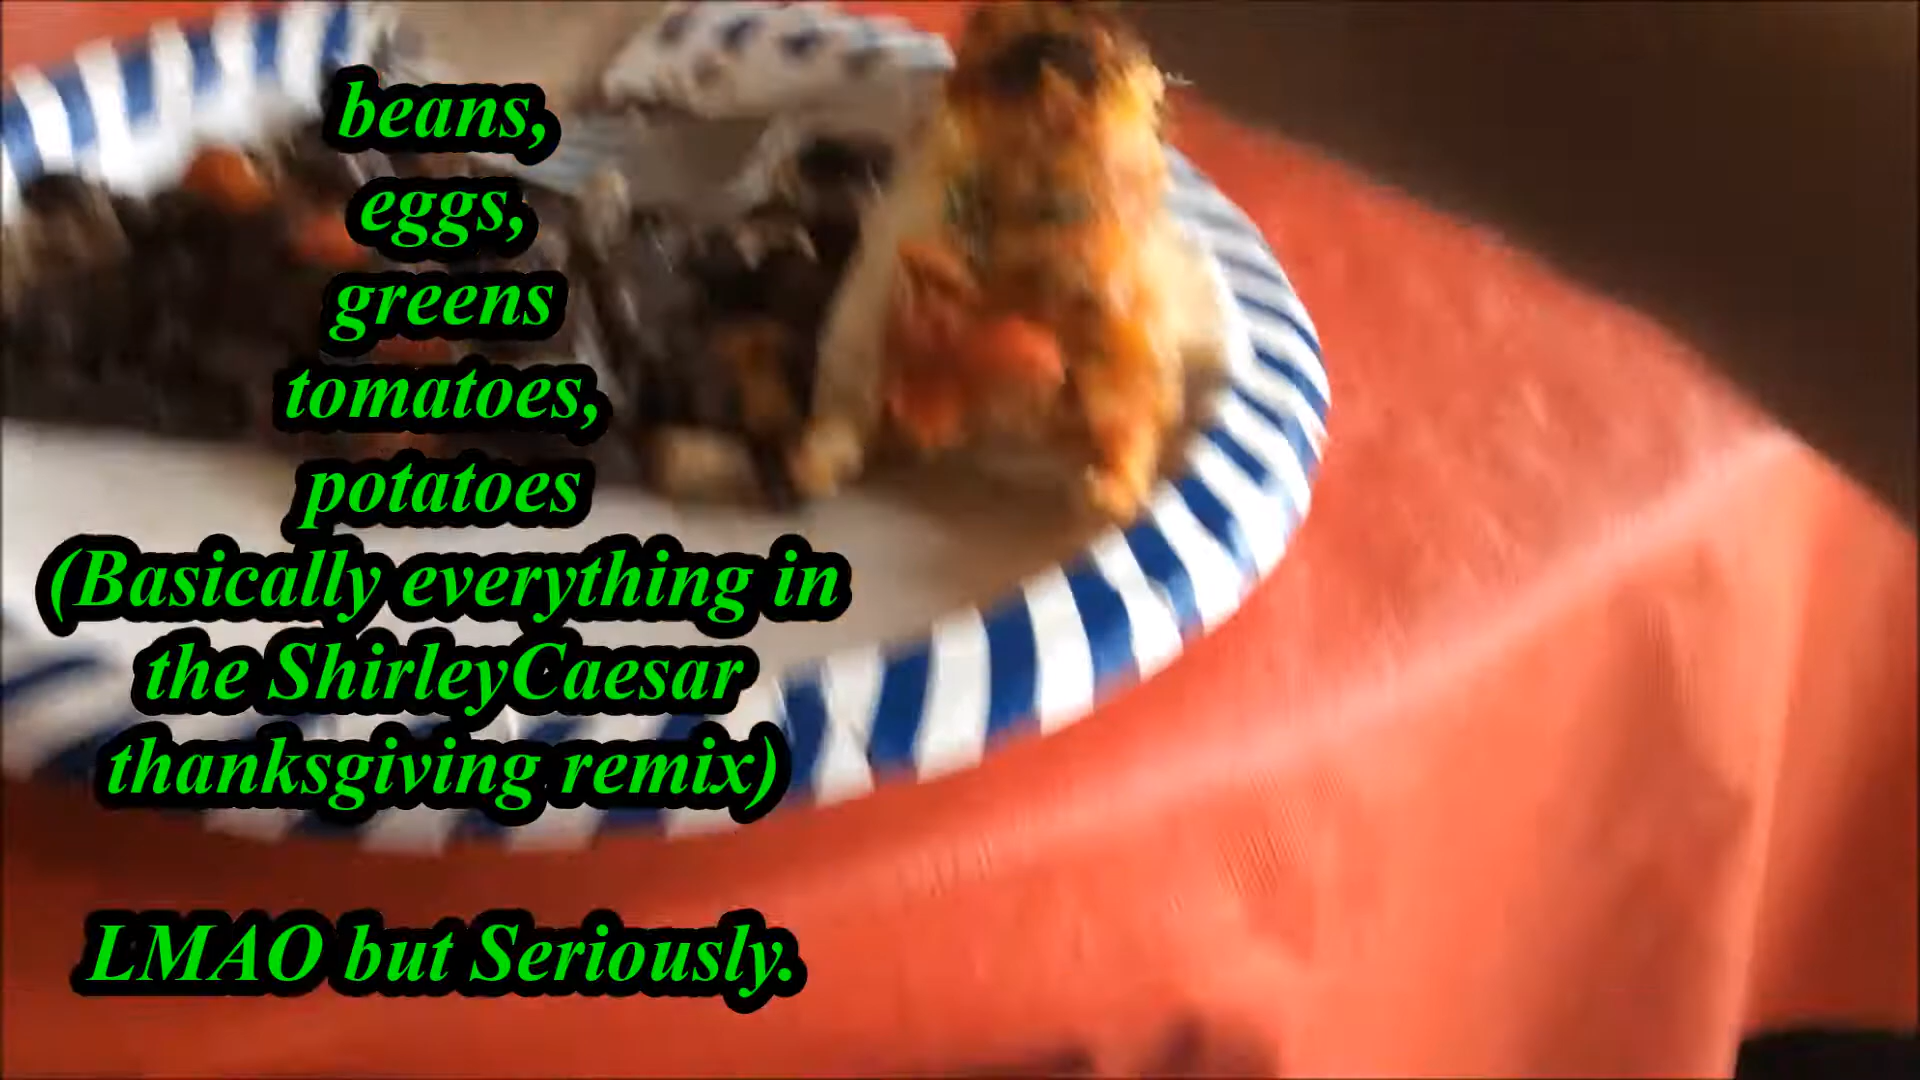 beans,
eggs,
greens
tomatoes,
potatoes
(Basically everything in
the ShirleyCaesar
thanksgiving remix)
LMAO but Seriously.